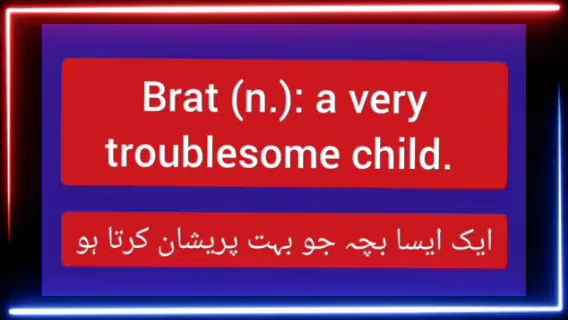 Brat (n.): a very
troublesome child.
ایک ایسا بچہ جو بہت پریشان کرتا ہو